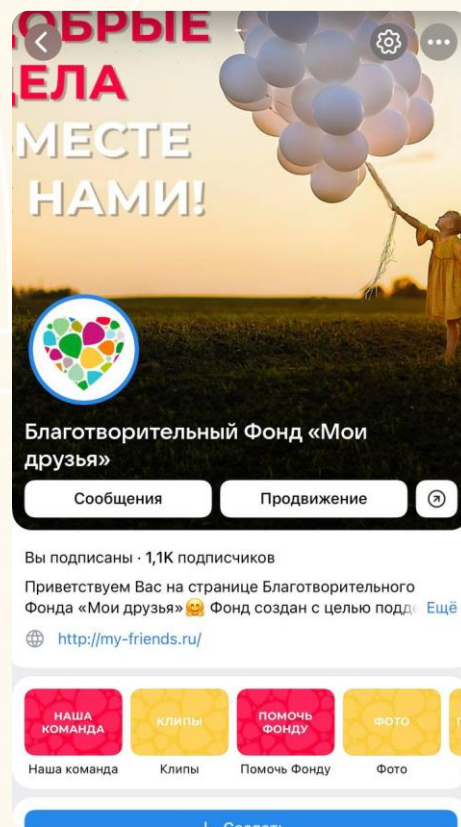 ОБРЫЕ
ЕЛА
МЕСТЕ
НАМИ!
Благотворительный Фонд «Мои
друзья»
Сообщения
Продвижение
Вы подписаны · 1,1K подписчиков
Приветствуем Вас на странице Благотворительного
Фонда «Мои друзья»🤗 Фонд создан с целью подд Ещё
http://my-friends.ru/
НАША
КОМАНДА
КЛИПЫ
ПОМОЧЬ
ФОНДУ
ФОТО
Наша команда
Клипы
Помочь Фонду
Фото
Создать